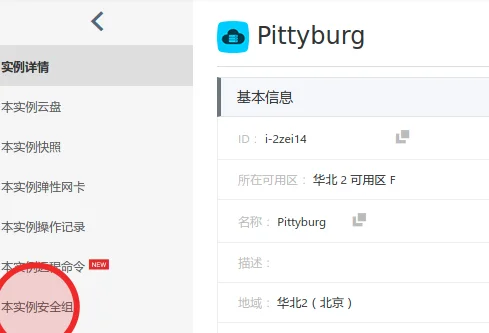 Pittyburg
实例详情
本实例云盘
本实例快照
本实例弹性网卡
本实例操作记录
本实例远程命令 NEW
本实例安全组
基本信息
ID： i-2zei14
所在可用区： 华北 2 可用区 F
名称： Pittyburg
描述：
地域： 华北2（北京）